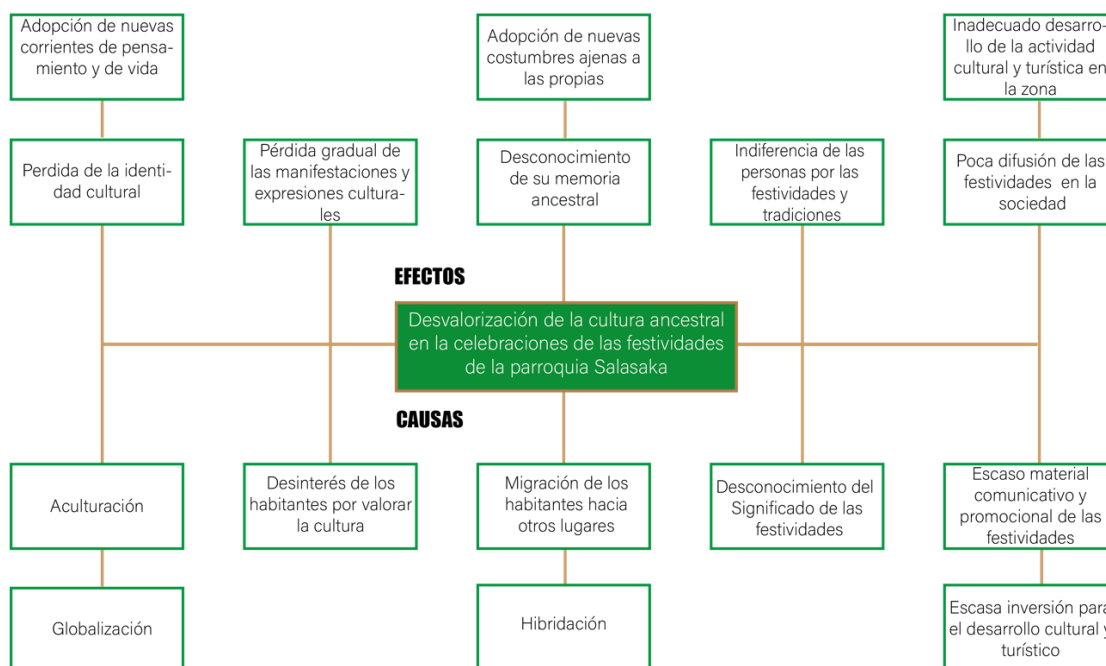 Adopción de nuevas
corrientes de pensa-
miento y de vida
Adopción de nuevas
costumbres ajenas a
las propias
Inadecuado desarro-
llo de la actividad
cultural y turística en
la zona
Perdida de la identi-
dad cultural
Pérdida gradual de
las manifestaciones y
expresiones cultura-
les
Desconocimiento
de su memoria
ancestral
Indiferencia de las
personas por las
festividades y
tradiciones
Poca difusión de las
festividades en la
sociedad
EFECTOS
Desvalorización de la cultura ancestral
en la celebraciones de las festividades
de la parroquia Salasaka
CAUSAS
Aculturación
Desinterés de los
habitantes por valorar
la cultura
Migración de los
habitantes hacia
otros lugares
Desconocimiento del
Significado de las
festividades
Escaso material
comunicativo y
promocional de las
festividades
Globalización
Hibridación
Escasa inversión para
el desarrollo cultural y
turístico